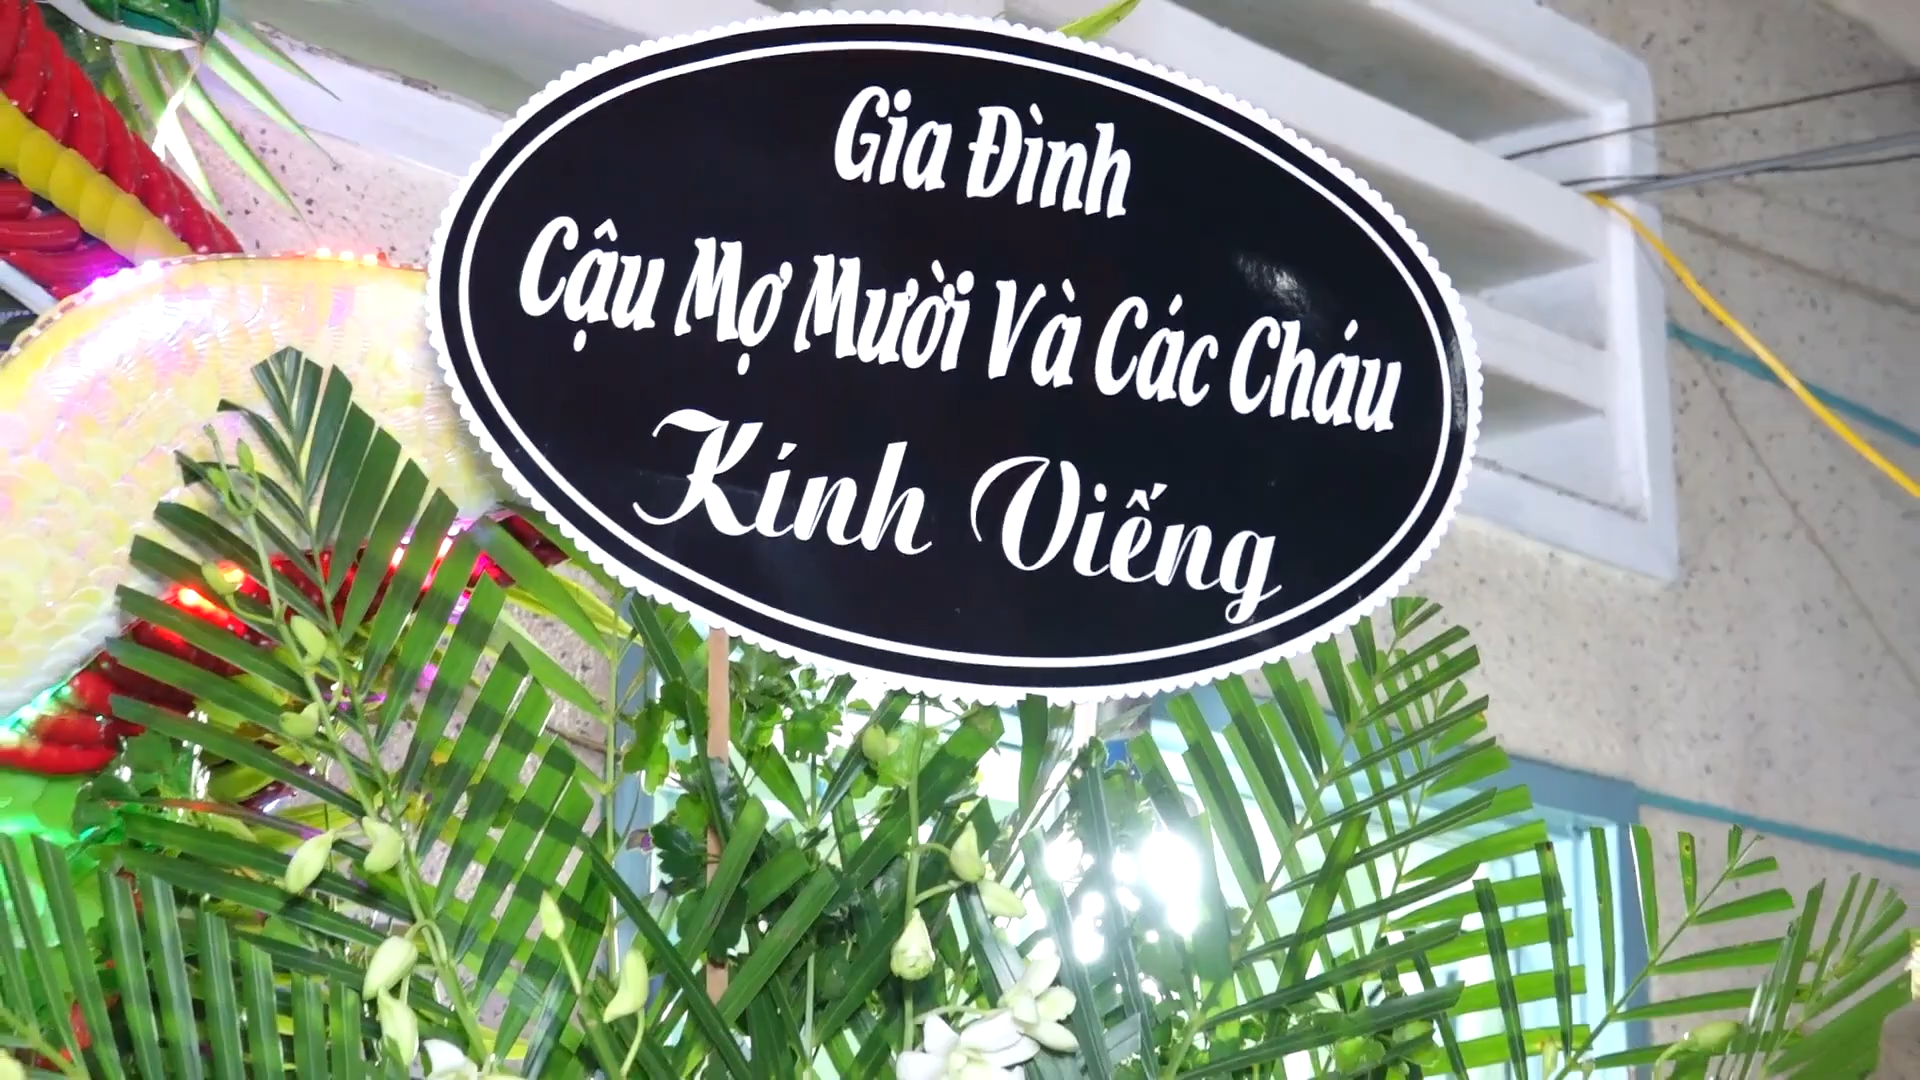 Gia Đình
Cậu Mợ Mười Và Các Cháu
Kính Viếng